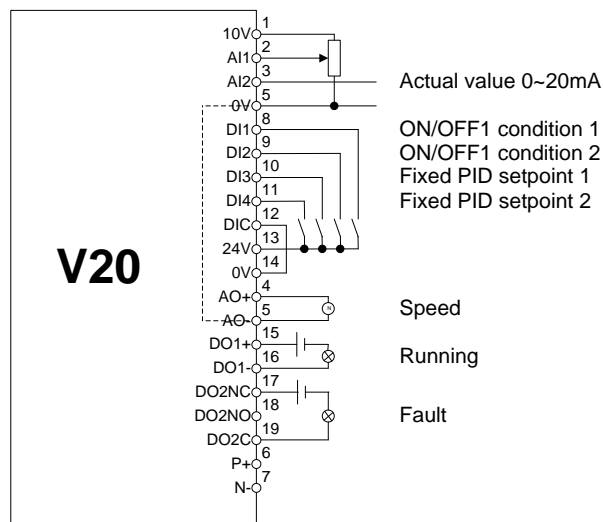 V20
10V 1
AI1 2
AI2 3 Actual value 0~20mA
0V 5
DI1 8 ON/OFF1 condition 1
DI2 9 ON/OFF1 condition 2
DI3 10 Fixed PID setpoint 1
DI4 11 Fixed PID setpoint 2
DIC 12
24V 13
0V 14
AO+ 4
AO- 5 Speed
DO1+ 15
DO1- 16 Running
DO2NC 17
DO2NO 18 Fault
DO2C 19
P+ 6
N- 7